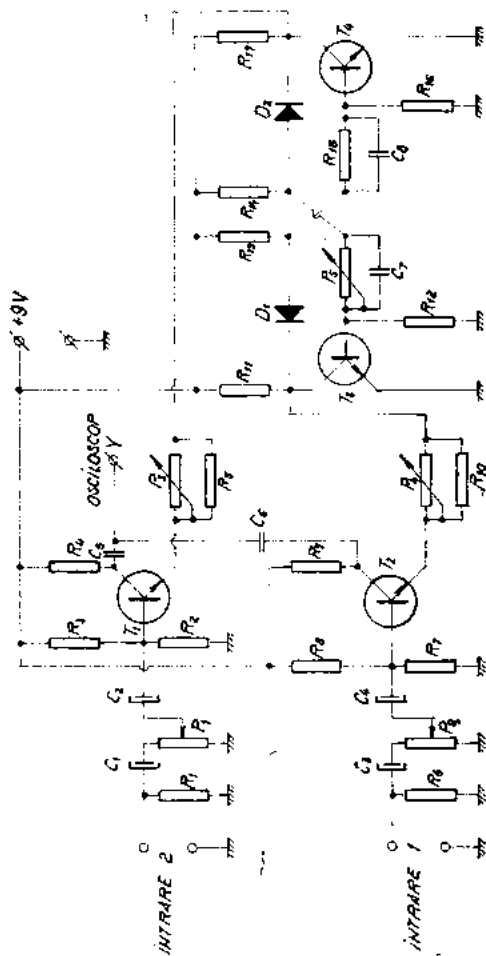 INTRARE 2
INTRARE 1
R1
C1
P1
C2
R2
T1
R3
R4
C5
OSCILOSCOP
Y
P3
R5
+9V
R6
C3
C4
R7
R8
T2
R9
C6
P4
R10
R11
T3
D1
R12
R13
R14
P5
C7
R15
C8
D2
R16
R17
T4